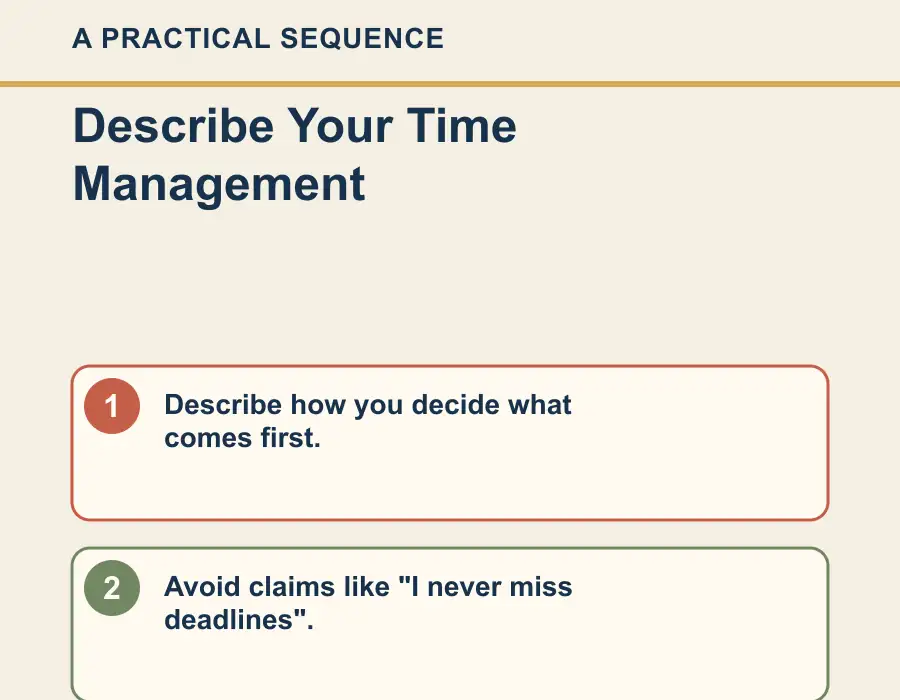 A PRACTICAL SEQUENCE
Describe Your Time
Management
1
Describe how you decide what
comes first.
2
Avoid claims like "I never miss
deadlines".